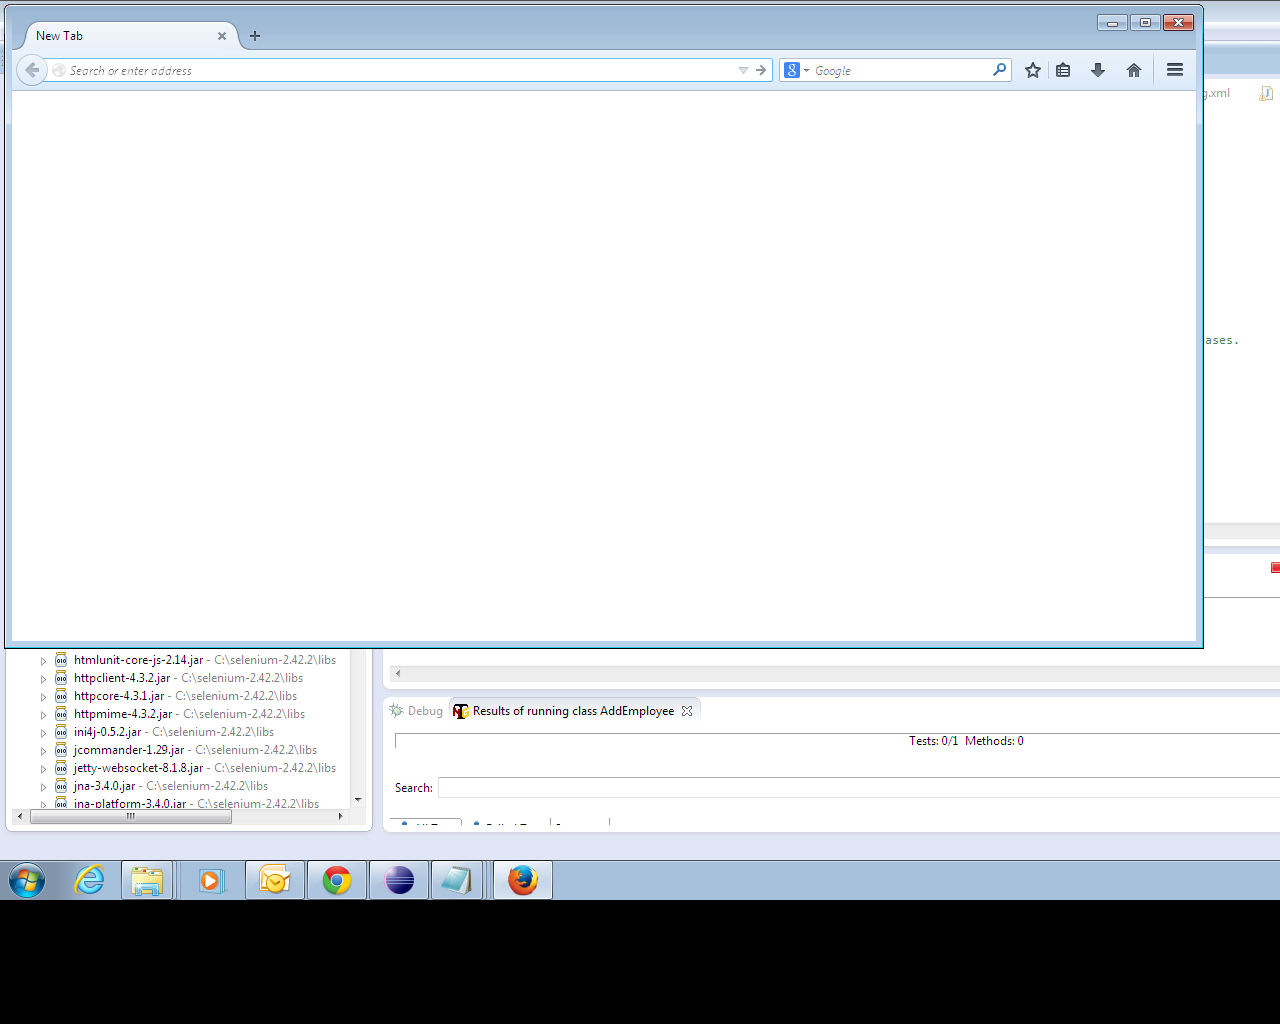 New Tab
Search or enter address
Google
g.xml
ases.
htmlunit-core-js-2.14.jar - C:\selenium-2.42.2\libs
httpclient-4.3.2.jar - C:\selenium-2.42.2\libs
httpcore-4.3.1.jar - C:\selenium-2.42.2\libs
httpmime-4.3.2.jar - C:\selenium-2.42.2\libs
ini4j-0.5.2.jar - C:\selenium-2.42.2\libs
jcommander-1.29.jar - C:\selenium-2.42.2\libs
jetty-websocket-8.1.8.jar - C:\selenium-2.42.2\libs
jna-3.4.0.jar - C:\selenium-2.42.2\libs
jna-platform-3.4.0.jar - C:\selenium-2.42.2\libs
Debug
Results of running class AddEmployee
Tests: 0/1 Methods: 0
Search: